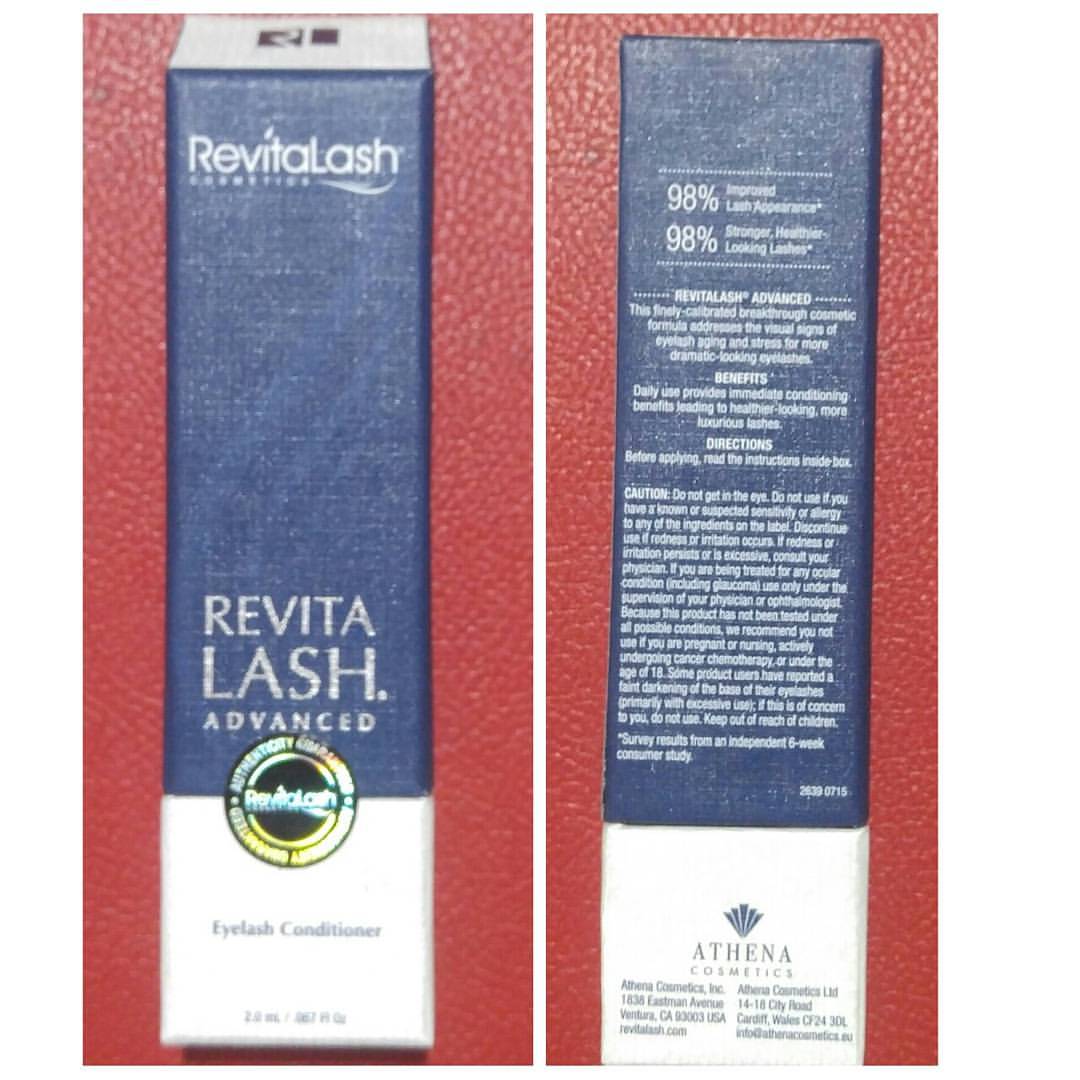 RevitaLash
COSMETICS
REVITA
LASH.
ADVANCED
AUTHENTICITY
RevitaLash
Eyelash Conditioner
2.0 mL / .067 Fl Oz
98% Improved
Lash Appearance*
98% Stronger, Healthier-
Looking Lashes*
REVITALASH® ADVANCED
This finely-calibrated breakthrough cosmetic
formula addresses the visual signs of
eyelash aging and stress for more
dramatic-looking eyelashes.
BENEFITS
Daily use provides immediate conditioning
benefits leading to healthier-looking, more
luxurious lashes.
DIRECTIONS
Before applying, read the instructions inside box.
CAUTION: Do not get in the eye. Do not use if you
have a known or suspected sensitivity or allergy
to any of the ingredients on the label. Discontinue
use if redness or irritation occurs. If redness or
irritation persists or is excessive, consult your
physician. If you are being treated for any ocular
condition (including glaucoma) use only under the
supervision of your physician or ophthalmologist.
Because this product has not been tested under
all possible conditions, we recommend you not
use if you are pregnant or nursing, actively
undergoing cancer chemotherapy, or under the
age of 18. Some product users have reported a
faint darkening of the base of their eyelashes
(primarily with excessive use); if this is of concern
to you, do not use. Keep out of reach of children.
*Survey results from an independent 6-week
consumer study.
2639 0715
ATHENA
COSMETICS
Athena Cosmetics, Inc.
1838 Eastman Avenue
Ventura, CA 93003 USA
revitalash.com
Athena Cosmetics Ltd
14-18 City Road
Cardiff, Wales CF24 3DL
info@athenacosmetics.eu